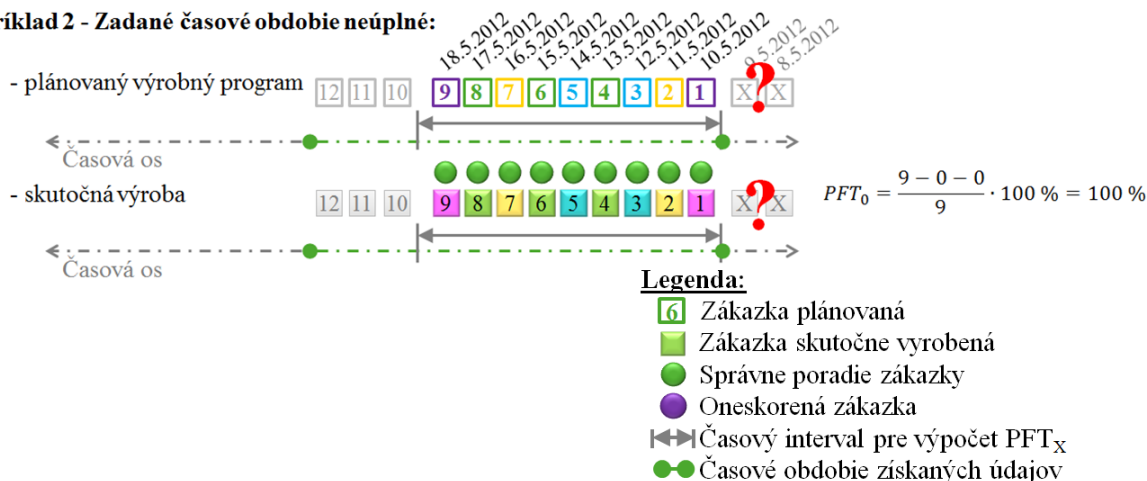 ríklad 2 - Zadané časové obdobie neúplné:
18.5.2012 17.5.2012 16.5.2012 15.5.2012 14.5.2012 13.5.2012 12.5.2012 11.5.2012 10.5.2012 9.5.2012 8.5.2012
- plánovaný výrobný program 12 11 10 9 8 7 6 5 4 3 2 1 X ? X
Časová os
- skutočná výroba 12 11 10 9 8 7 6 5 4 3 2 1 X ? X
PFT₀ = (9 − 0 − 0)/9 · 100 % = 100 %
Časová os
Legenda:
6 Zákazka plánovaná
Zákazka skutočne vyrobená
Správne poradie zákazky
Oneskorená zákazka
Časový interval pre výpočet PFTX
Časové obdobie získaných údajov